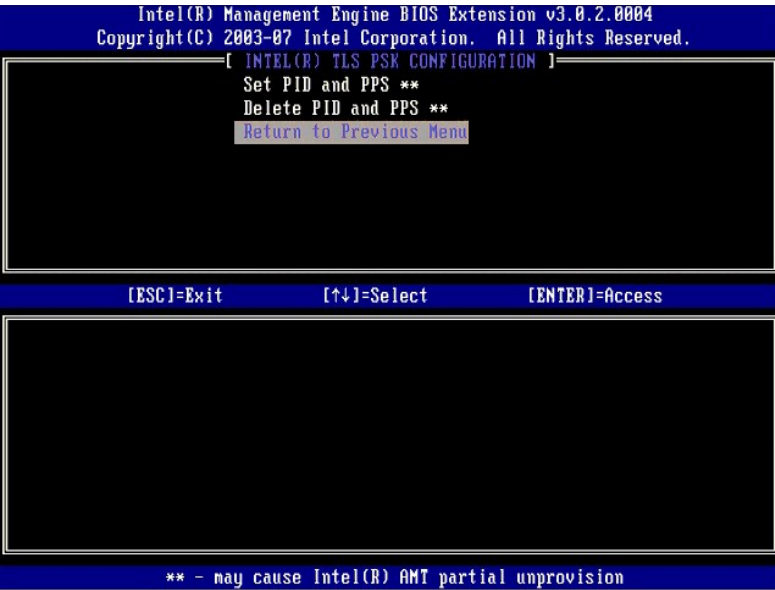 Intel(R) Management Engine BIOS Extension v3.0.2.0004
Copyright(C) 2003-07 Intel Corporation. All Rights Reserved.
[ INTEL(R) TLS PSK CONFIGURATION ]
Set PID and PPS **
Delete PID and PPS **
Return to Previous Menu
[ESC]=Exit [↑↓]=Select [ENTER]=Access
** - may cause Intel(R) AMT partial unprovision